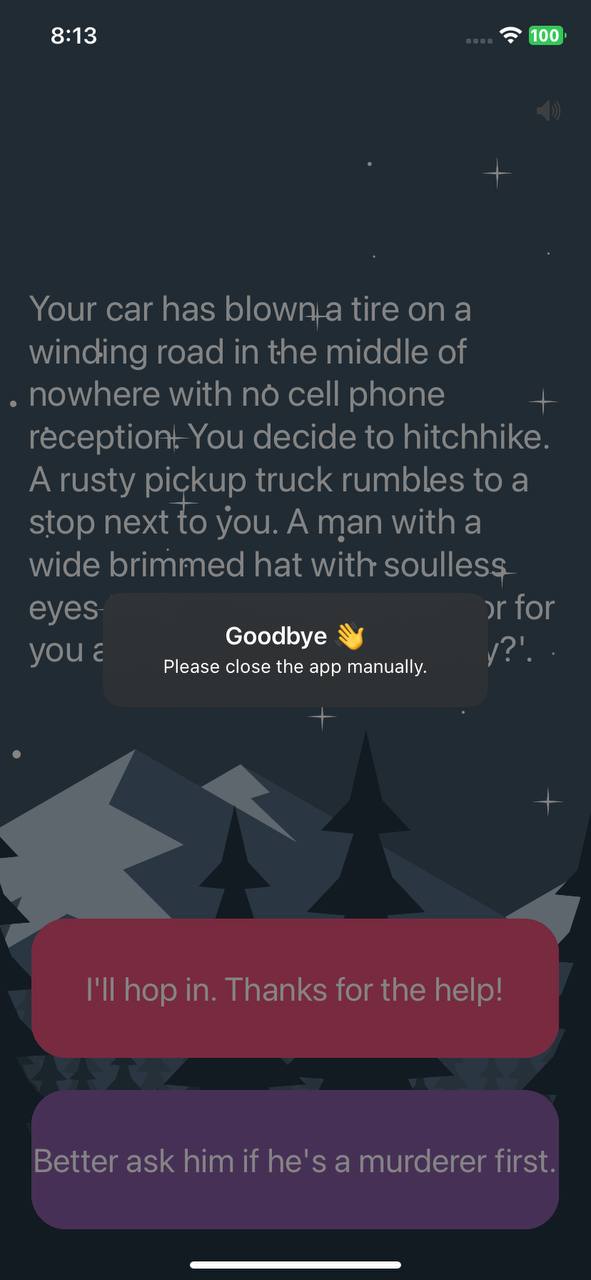 8:13
100
Your car has blown a tire on a
winding road in the middle of
nowhere with no cell phone
reception. You decide to hitchhike.
A rusty pickup truck rumbles to a
stop next to you. A man with a
wide brimmed hat with soulless
eyes or for
you a y?'.
Goodbye 👋
Please close the app manually.
I'll hop in. Thanks for the help!
Better ask him if he's a murderer first.